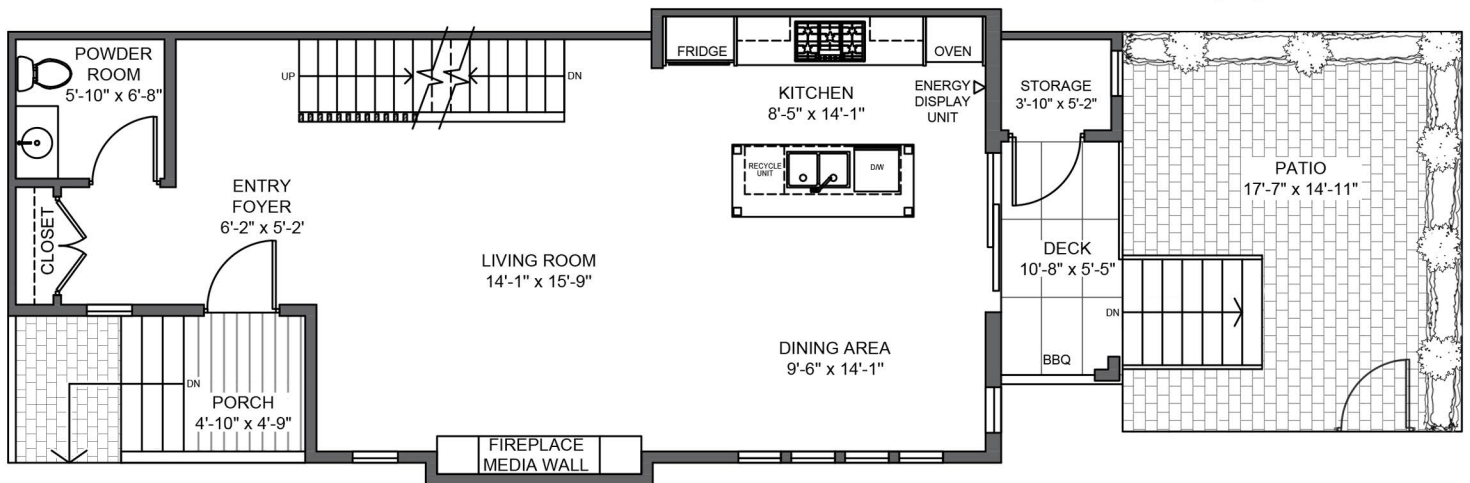 POWDER
ROOM
5'-10" x 6'-8"
UP
DN
FRIDGE
OVEN
KITCHEN
8'-5" x 14'-1"
ENERGY
DISPLAY
UNIT
STORAGE
3'-10" x 5'-2"
RECYCLE
UNIT
D/W
PATIO
17'-7" x 14'-11"
ENTRY
FOYER
6'-2" x 5'-2'
CLOSET
LIVING ROOM
14'-1" x 15'-9"
DECK
10'-8" x 5'-5"
DN
DINING AREA
9'-6" x 14'-1"
BBQ
DN
PORCH
4'-10" x 4'-9"
FIREPLACE
MEDIA WALL